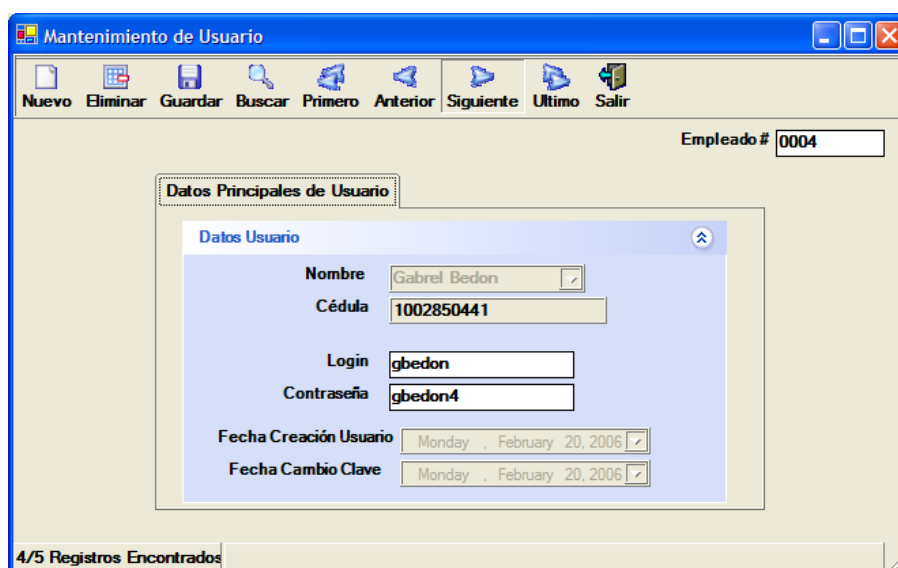 Mantenimiento de Usuario
Nuevo Eliminar Guardar Buscar Primero Anterior Siguiente Ultimo Salir
Empleado # 0004
Datos Principales de Usuario
Datos Usuario
Nombre Gabrel Bedon
Cédula 1002850441
Login gbedon
Contraseña gbedon4
Fecha Creación Usuario Monday , February 20, 2006
Fecha Cambio Clave Monday , February 20, 2006
4/5 Registros Encontrados